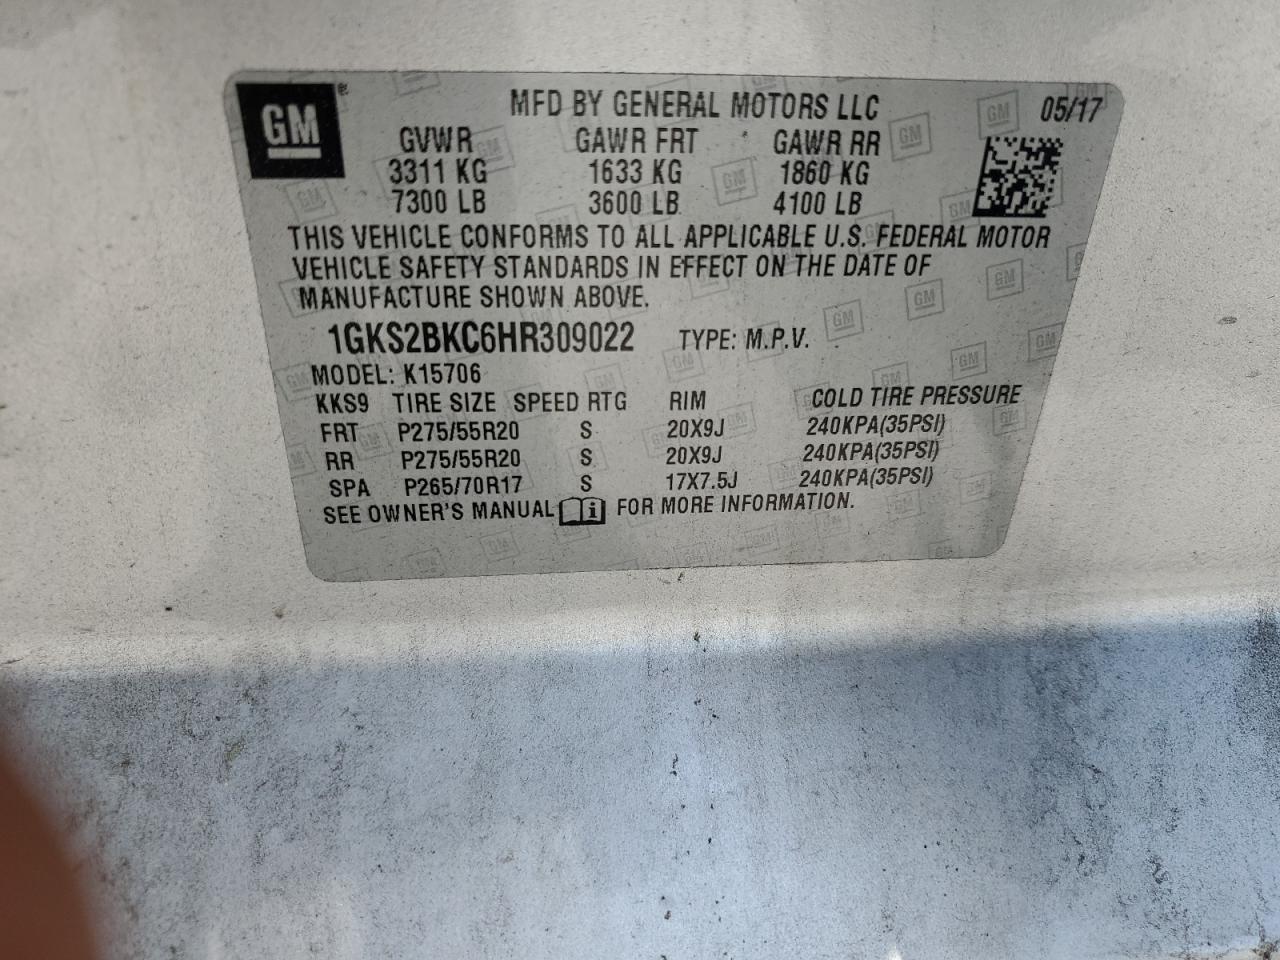 GM ®
MFD BY GENERAL MOTORS LLC 05/17
GVWR GAWR FRT GAWR RR
3311 KG 1633 KG 1860 KG
7300 LB 3600 LB 4100 LB
THIS VEHICLE CONFORMS TO ALL APPLICABLE U.S. FEDERAL MOTOR
VEHICLE SAFETY STANDARDS IN EFFECT ON THE DATE OF
MANUFACTURE SHOWN ABOVE.
1GKS2BKC6HR309022 TYPE: M.P.V.
MODEL: K15706
KKS9 TIRE SIZE SPEED RTG RIM COLD TIRE PRESSURE
FRT P275/55R20 S 20X9J 240KPA(35PSI)
RR P275/55R20 S 20X9J 240KPA(35PSI)
SPA P265/70R17 S 17X7.5J 240KPA(35PSI)
SEE OWNER'S MANUAL i FOR MORE INFORMATION.